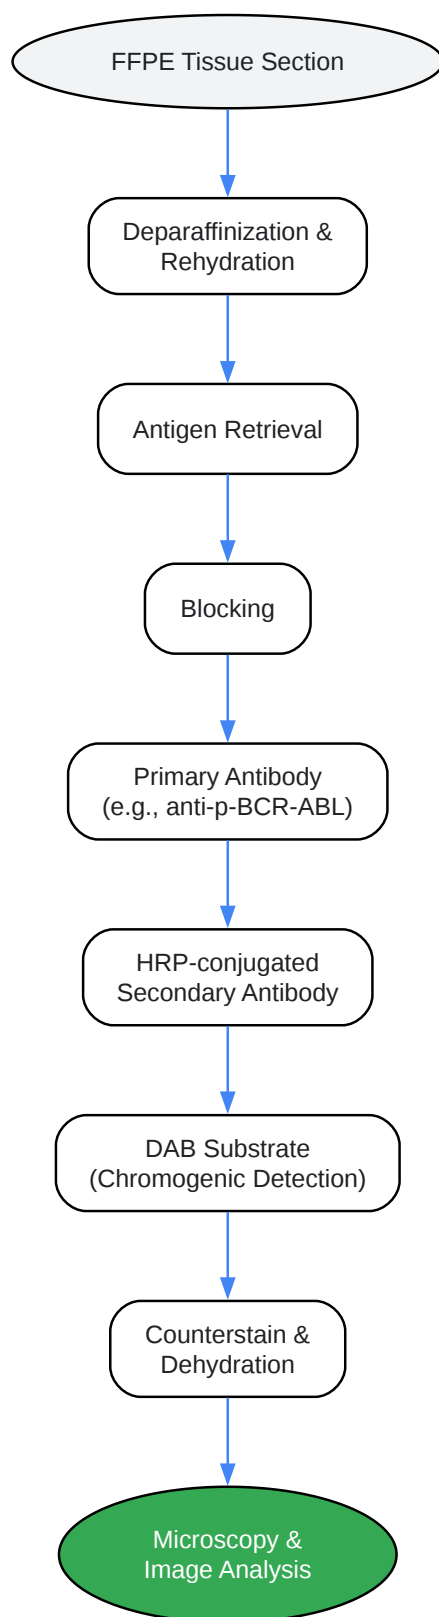 FFPE Tissue Section
Deparaffinization &
Rehydration
Antigen Retrieval
Blocking
Primary Antibody
(e.g., anti-p-BCR-ABL)
HRP-conjugated
Secondary Antibody
DAB Substrate
(Chromogenic Detection)
Counterstain &
Dehydration
Microscopy &
Image Analysis